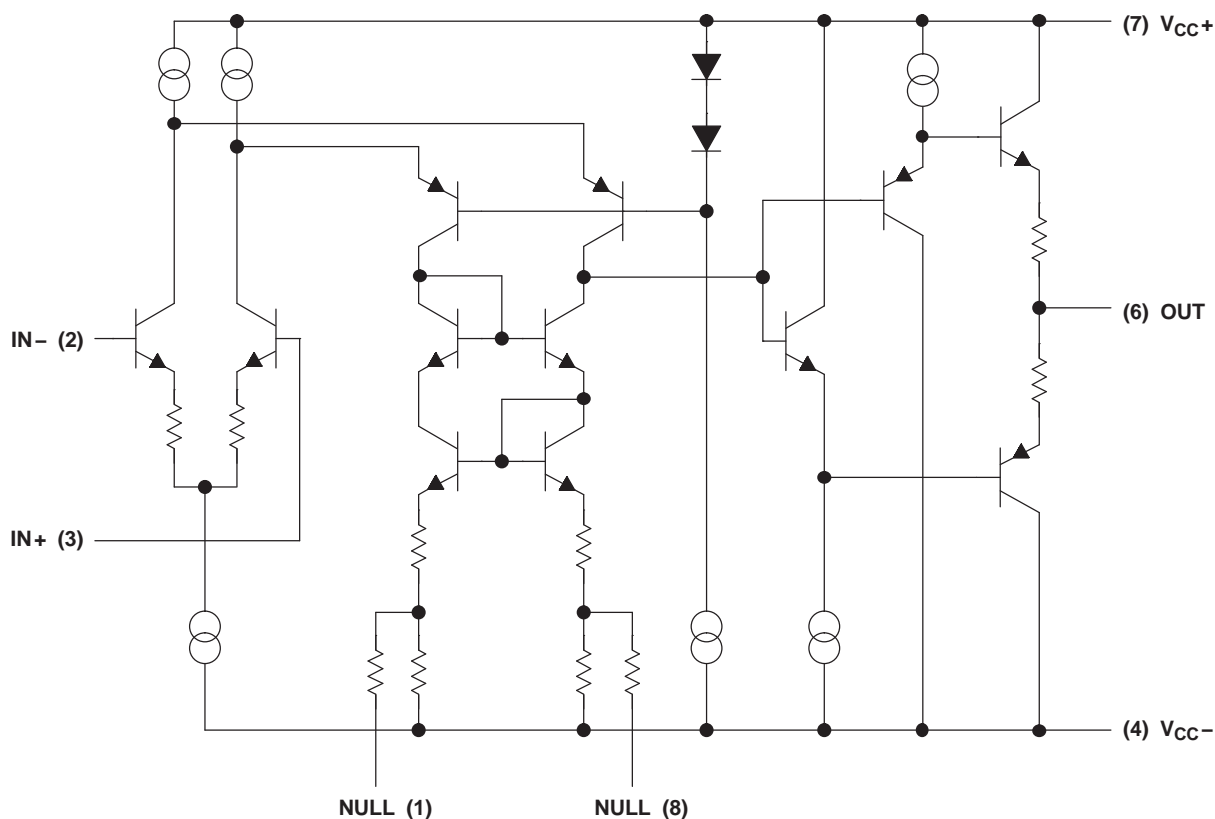 (7) VCC+
IN− (2)
(6) OUT
IN+ (3)
(4) VCC−
NULL (1)
NULL (8)